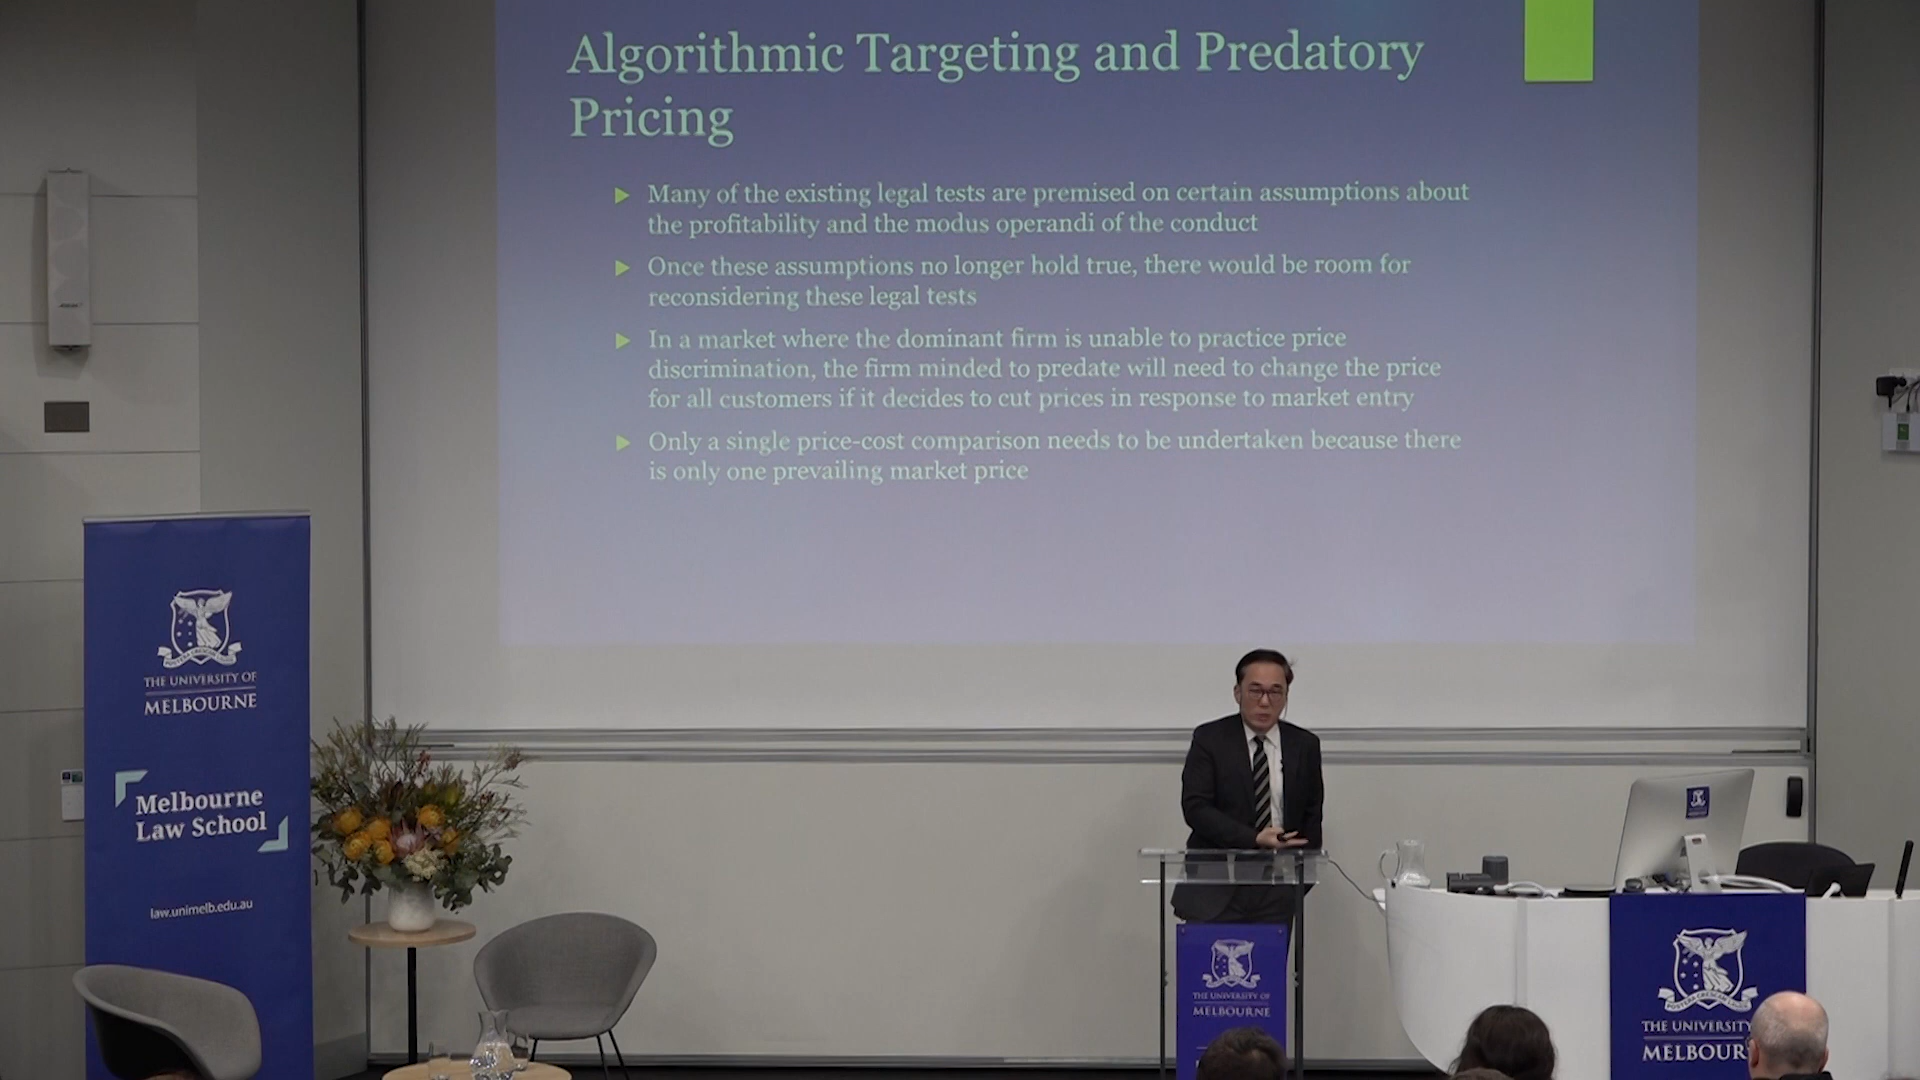 Algorithmic Targeting and Predatory
Pricing
Many of the existing legal tests are premised on certain assumptions about
the profitability and the modus operandi of the conduct
Once these assumptions no longer hold true, there would be room for
reconsidering these legal tests
In a market where the dominant firm is unable to practice price
discrimination, the firm minded to predate will need to change the price
for all customers if it decides to cut prices in response to market entry
Only a single price-cost comparison needs to be undertaken because there
is only one prevailing market price
THE UNIVERSITY OF
MELBOURNE
Melbourne
Law School
law.unimelb.edu.au
THE UNIVERSITY OF
MELBOURNE
THE UNIVERSITY
MELBOUR